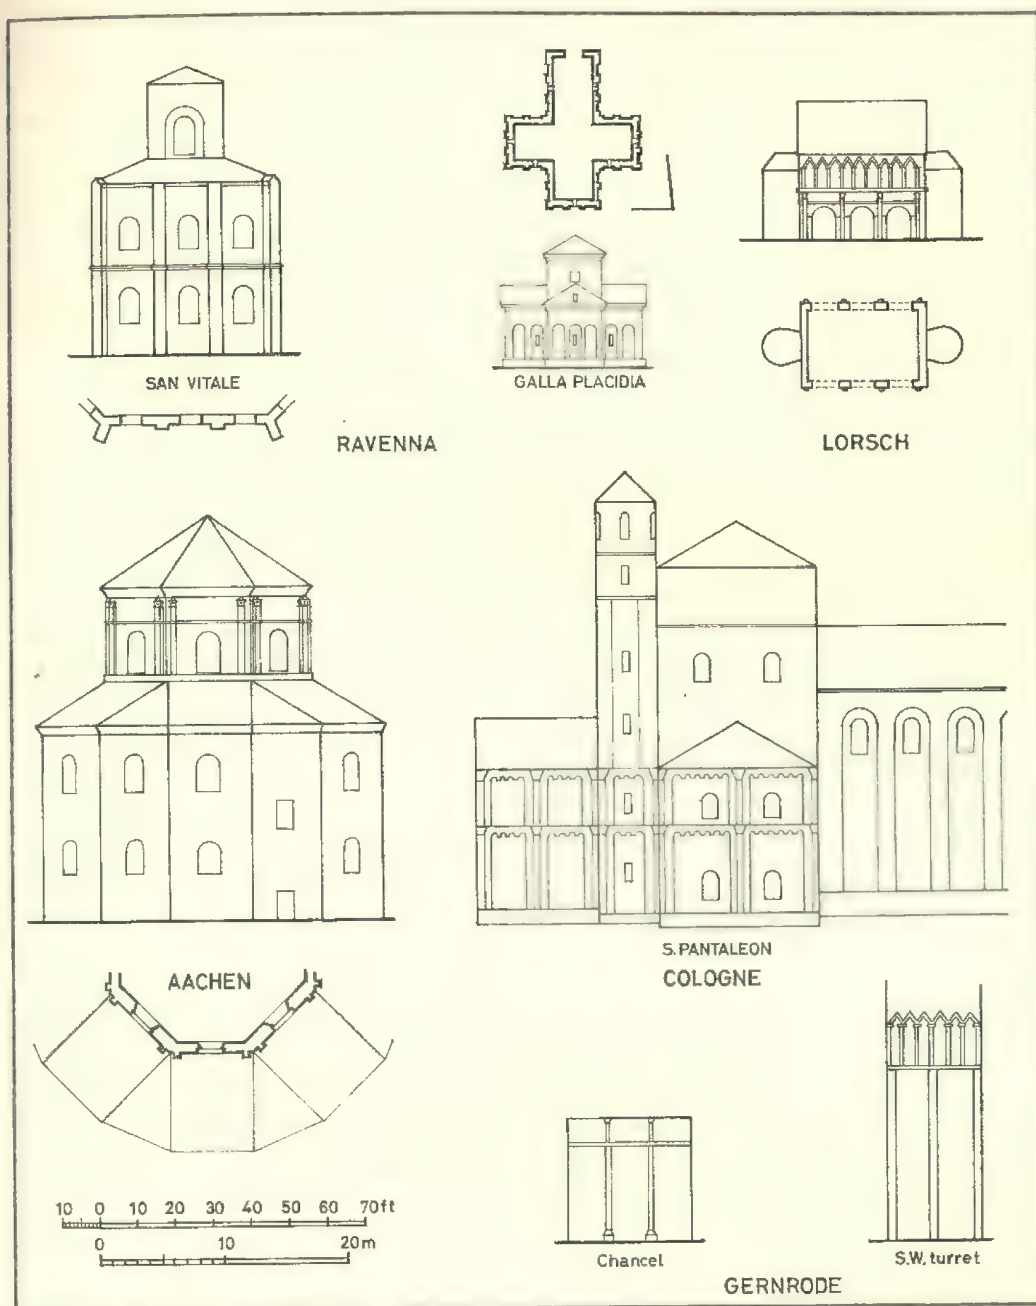 SAN VITALE
GALLA PLACIDIA
RAVENNA
LORSCH
S. PANTALEON
COLOGNE
AACHEN
10 0 10 20 30 40 50 60 70ft
0 10 20m
Chancel
S.W. turret
GERNRODE